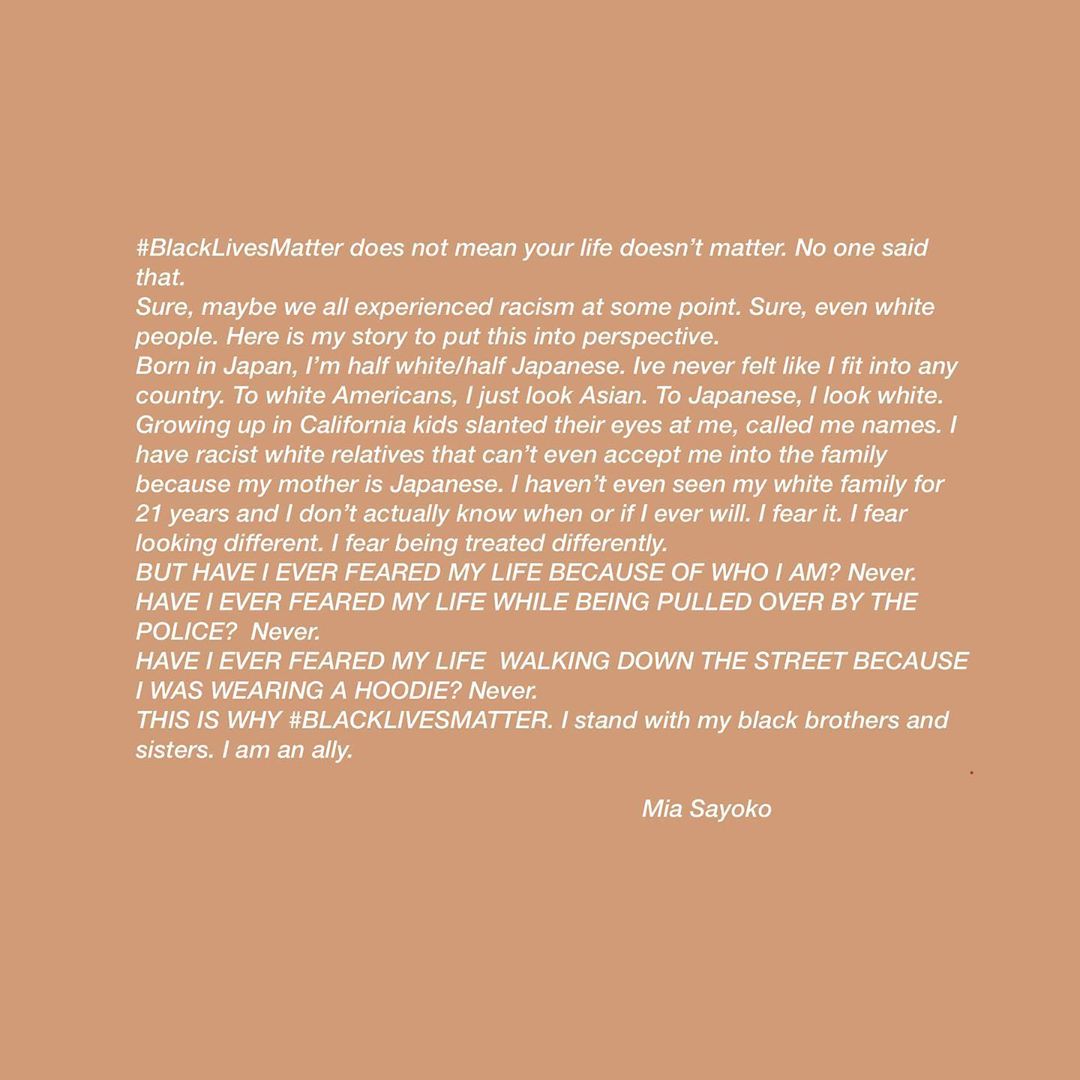 #BlackLivesMatter does not mean your life doesn’t matter. No one said
that.
Sure, maybe we all experienced racism at some point. Sure, even white
people. Here is my story to put this into perspective.
Born in Japan, I’m half white/half Japanese. Ive never felt like I fit into any
country. To white Americans, I just look Asian. To Japanese, I look white.
Growing up in California kids slanted their eyes at me, called me names. I
have racist white relatives that can’t even accept me into the family
because my mother is Japanese. I haven’t even seen my white family for
21 years and I don’t actually know when or if I ever will. I fear it. I fear
looking different. I fear being treated differently.
BUT HAVE I EVER FEARED MY LIFE BECAUSE OF WHO I AM? Never.
HAVE I EVER FEARED MY LIFE WHILE BEING PULLED OVER BY THE
POLICE?  Never.
HAVE I EVER FEARED MY LIFE  WALKING DOWN THE STREET BECAUSE
I WAS WEARING A HOODIE? Never.
THIS IS WHY #BLACKLIVESMATTER. I stand with my black brothers and
sisters. I am an ally.
Mia Sayoko